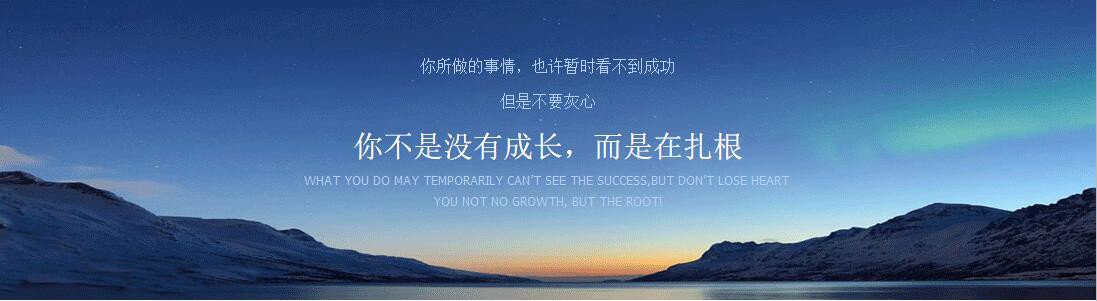 你所做的事情，也许暂时看不到成功
但是不要灰心
你不是没有成长，而是在扎根
WHAT YOU DO MAY TEMPORARILY CAN'T SEE THE SUCCESS,BUT DON'T LOSE HEART
YOU NOT NO GROWTH, BUT THE ROOT!